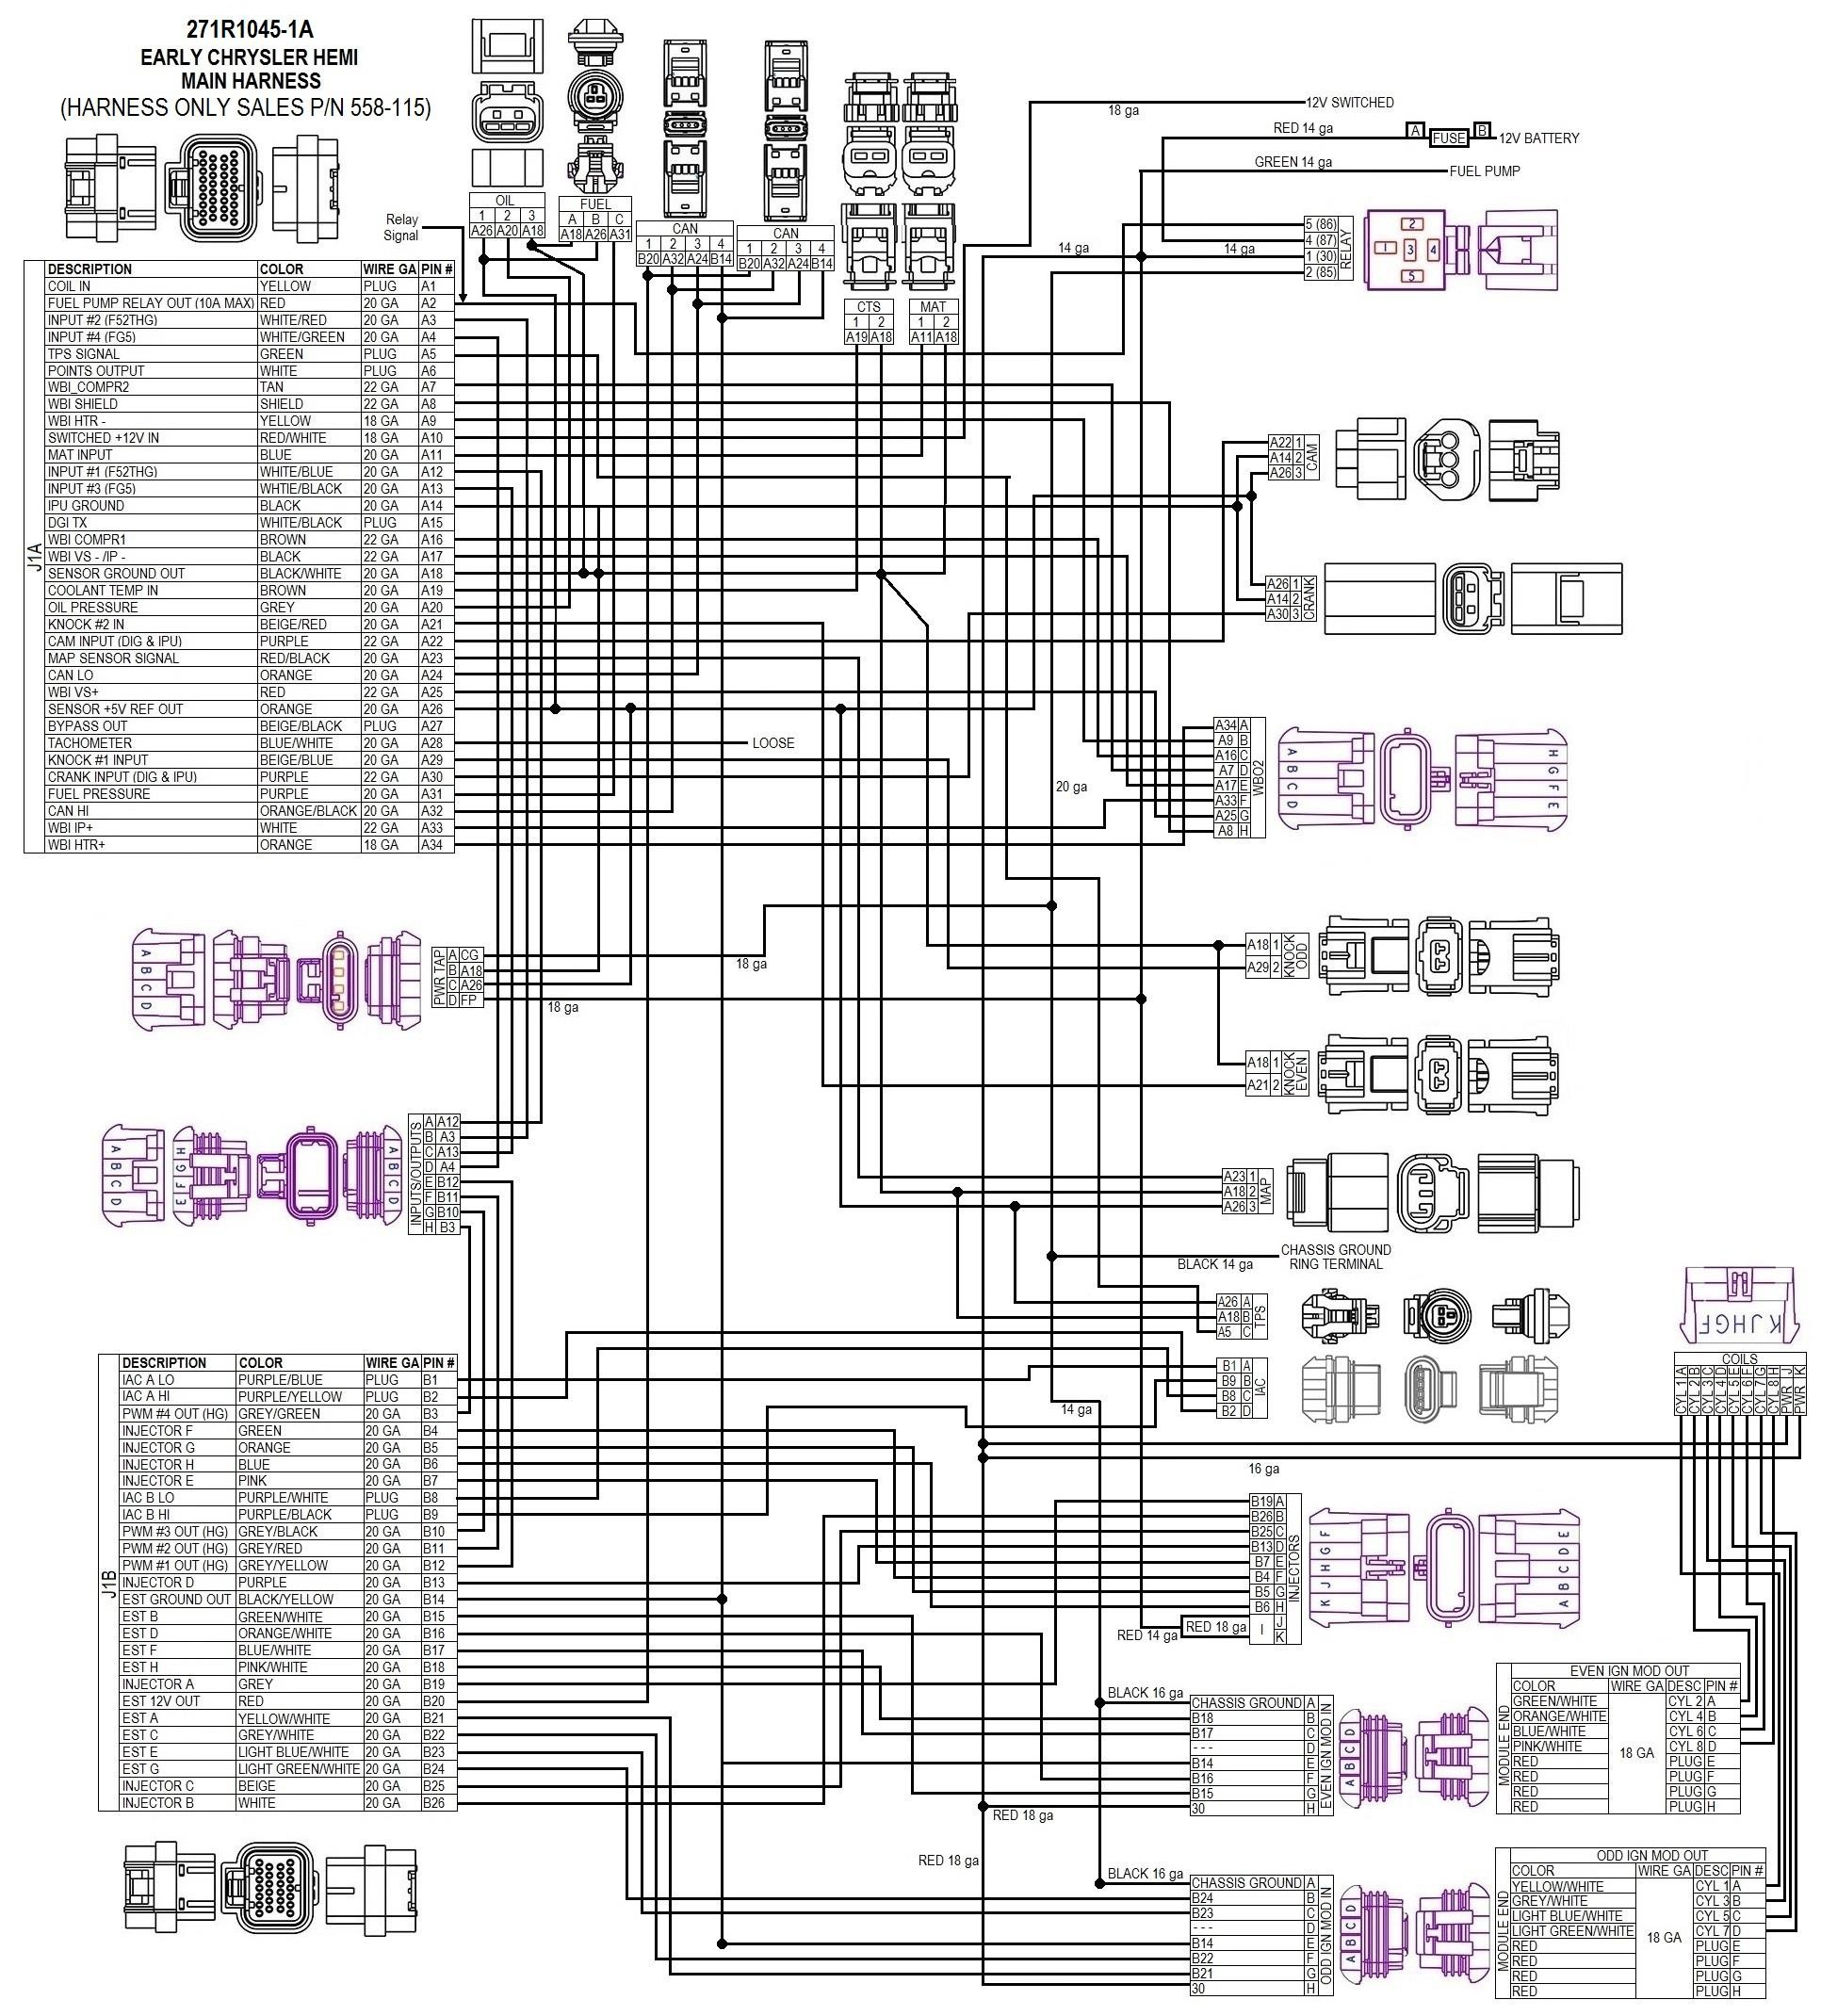 271R1045-1A
EARLY CHRYSLER HEMI
MAIN HARNESS
(HARNESS ONLY SALES P/N 558-115)
Relay
Signal
OIL
1 2 3
A26 A20 A18
FUEL
A B C
A18 A26 A31
CAN
1 2 3 4
B20 A32 A24 B14
CAN
1 2 3 4
B20 A32 A24 B14
CTS
1 2
A19 A18
MAT
1 2
A11 A18
18 ga
12V SWITCHED
RED 14 ga
A FUSE B
12V BATTERY
GREEN 14 ga
FUEL PUMP
14 ga
14 ga
5 (86)
4 (87)
1 (30)
2 (85)
RELAY
2
1 3 4
5
J1A
DESCRIPTION COLOR WIRE GA PIN #
COIL IN YELLOW PLUG A1
FUEL PUMP RELAY OUT (10A MAX) RED 20 GA A2
INPUT #2 (F52THG) WHITE/RED 20 GA A3
INPUT #4 (FG5) WHITE/GREEN 20 GA A4
TPS SIGNAL GREEN PLUG A5
POINTS OUTPUT WHITE PLUG A6
WBI_COMPR2 TAN 22 GA A7
WBI SHIELD SHIELD 22 GA A8
WBI HTR - YELLOW 18 GA A9
SWITCHED +12V IN RED/WHITE 18 GA A10
MAT INPUT BLUE 20 GA A11
INPUT #1 (F52THG) WHITE/BLUE 20 GA A12
INPUT #3 (FG5) WHTIE/BLACK 20 GA A13
IPU GROUND BLACK 20 GA A14
DGI TX WHITE/BLACK PLUG A15
WBI COMPR1 BROWN 22 GA A16
WBI VS - /IP - BLACK 22 GA A17
SENSOR GROUND OUT BLACK/WHITE 20 GA A18
COOLANT TEMP IN BROWN 20 GA A19
OIL PRESSURE GREY 20 GA A20
KNOCK #2 IN BEIGE/RED 20 GA A21
CAM INPUT (DIG & IPU) PURPLE 22 GA A22
MAP SENSOR SIGNAL RED/BLACK 20 GA A23
CAN LO ORANGE 20 GA A24
WBI VS+ RED 22 GA A25
SENSOR +5V REF OUT ORANGE 20 GA A26
BYPASS OUT BEIGE/BLACK PLUG A27
TACHOMETER BLUE/WHITE 20 GA A28
KNOCK #1 INPUT BEIGE/BLUE 20 GA A29
CRANK INPUT (DIG & IPU) PURPLE 22 GA A30
FUEL PRESSURE PURPLE 20 GA A31
CAN HI ORANGE/BLACK 20 GA A32
WBI IP+ WHITE 22 GA A33
WBI HTR+ ORANGE 18 GA A34
LOOSE
A22 1
A14 2
A26 3
CAM
A26 1
A14 2
A30 3
CRANK
20 ga
A34 A
A9 B
A16 C
A7 D
A17 E
A33 F
A25 G
A8 H
WBO2
A B C D
H G F E
A B C D
PWR TAP
A CG
B A18
C A26
D FP
18 ga
18 ga
A18 1
A29 2
KNOCK
ODD
A18 1
A21 2
KNOCK
EVEN
A B C D
E F G H
A B C D
INPUTS/OUTPUTS
A A12
B A3
C A13
D A4
E B12
F B11
G B10
H B3
A23 1
A18 2
A26 3
MAP
CHASSIS GROUND
RING TERMINAL
BLACK 14 ga
A26 A
A18 B
A5 C
TPS
B1 A
B9 B
B8 C
B2 D
IAC
14 ga
16 ga
F G H J K
COILS
CYL 1 A
CYL 2 B
CYL 3 C
CYL 4 D
CYL 5 E
CYL 6 F
CYL 7 G
CYL 8 H
PWR J
PWR K
J1B
DESCRIPTION COLOR WIRE GA PIN #
IAC A LO PURPLE/BLUE PLUG B1
IAC A HI PURPLE/YELLOW PLUG B2
PWM #4 OUT (HG) GREY/GREEN 20 GA B3
INJECTOR F GREEN 20 GA B4
INJECTOR G ORANGE 20 GA B5
INJECTOR H BLUE 20 GA B6
INJECTOR E PINK 20 GA B7
IAC B LO PURPLE/WHITE PLUG B8
IAC B HI PURPLE/BLACK PLUG B9
PWM #3 OUT (HG) GREY/BLACK 20 GA B10
PWM #2 OUT (HG) GREY/RED 20 GA B11
PWM #1 OUT (HG) GREY/YELLOW 20 GA B12
INJECTOR D PURPLE 20 GA B13
EST GROUND OUT BLACK/YELLOW 20 GA B14
EST B GREEN/WHITE 20 GA B15
EST D ORANGE/WHITE 20 GA B16
EST F BLUE/WHITE 20 GA B17
EST H PINK/WHITE 20 GA B18
INJECTOR A GREY 20 GA B19
EST 12V OUT RED 20 GA B20
EST A YELLOW/WHITE 20 GA B21
EST C GREY/WHITE 20 GA B22
EST E LIGHT BLUE/WHITE 20 GA B23
EST G LIGHT GREEN/WHITE 20 GA B24
INJECTOR C BEIGE 20 GA B25
INJECTOR B WHITE 20 GA B26
B19 A
B26 B
B25 C
B13 D
B7 E
B4 F
B5 G
B6 H
I J
K
INJECTORS
RED 18 ga
RED 14 ga
K J H G F
A B C D E
BLACK 16 ga
CHASSIS GROUND A
B18 B
B17 C
- - - D
B14 E
B16 F
B15 G
30 H
EVEN IGN MOD IN
RED 18 ga
A B C D
MODULE END
EVEN IGN MOD OUT
COLOR WIRE GA DESC PIN #
GREEN/WHITE CYL 2 A
ORANGE/WHITE CYL 4 B
BLUE/WHITE CYL 6 C
PINK/WHITE CYL 8 D
18 GA
RED PLUG E
RED PLUG F
RED PLUG G
RED PLUG H
RED 18 ga
BLACK 16 ga
CHASSIS GROUND A
B24 B
B23 C
- - - D
B14 E
B22 F
B21 G
30 H
ODD IGN MOD IN
A B C D
MODULE END
ODD IGN MOD OUT
COLOR WIRE GA DESC PIN #
YELLOW/WHITE CYL 1 A
GREY/WHITE CYL 3 B
LIGHT BLUE/WHITE CYL 5 C
LIGHT GREEN/WHITE CYL 7 D
18 GA
RED PLUG E
RED PLUG F
RED PLUG G
RED PLUG H